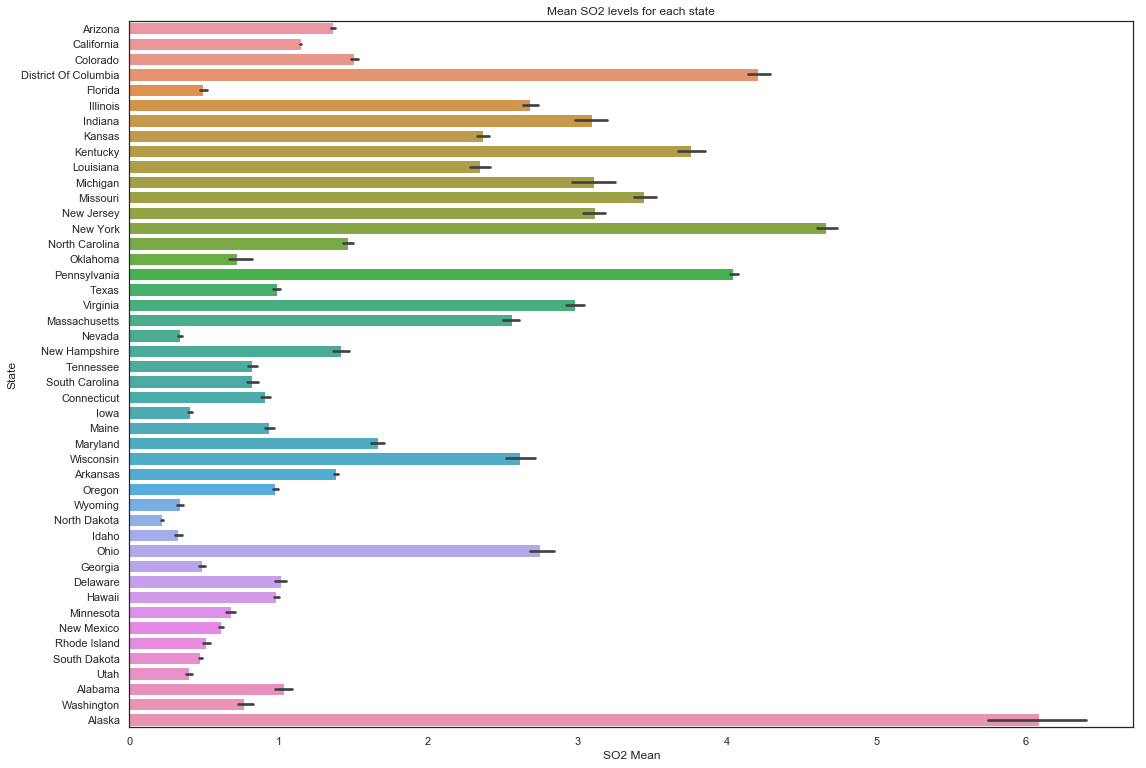 Mean SO2 levels for each state
State
Arizona
California
Colorado
District Of Columbia
Florida
Illinois
Indiana
Kansas
Kentucky
Louisiana
Michigan
Missouri
New Jersey
New York
North Carolina
Oklahoma
Pennsylvania
Texas
Virginia
Massachusetts
Nevada
New Hampshire
Tennessee
South Carolina
Connecticut
Iowa
Maine
Maryland
Wisconsin
Arkansas
Oregon
Wyoming
North Dakota
Idaho
Ohio
Georgia
Delaware
Hawaii
Minnesota
New Mexico
Rhode Island
South Dakota
Utah
Alabama
Washington
Alaska
0 1 2 3 4 5 6
SO2 Mean